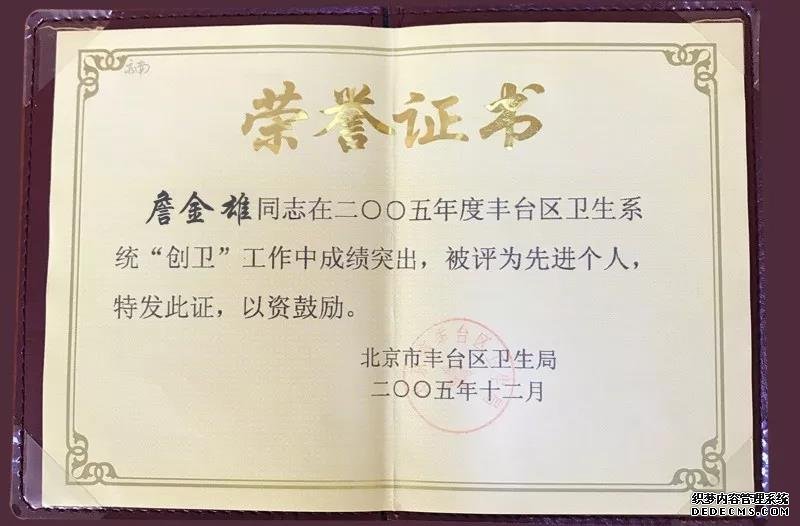 荣誉证书
詹金雄同志在二〇〇五年度丰台区卫生系
统“创卫”工作中成绩突出，被评为先进个人，
特发此证，以资鼓励。
北京市丰台区卫生局
二〇〇五年十二月
织梦内容管理系统
DEDECMS.COM